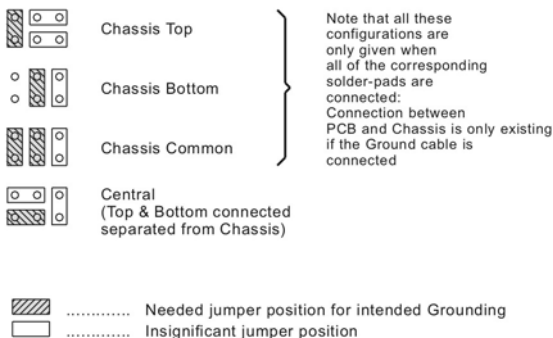 Chassis Top
Chassis Bottom
Chassis Common
Central
(Top & Bottom connected
separated from Chassis)
Note that all these
configurations are
only given when
all of the corresponding
solder-pads are
connected:
Connection between
PCB and Chassis is only existing
if the Ground cable is
connected
............. Needed jumper position for intended Grounding
............. Insignificant jumper position